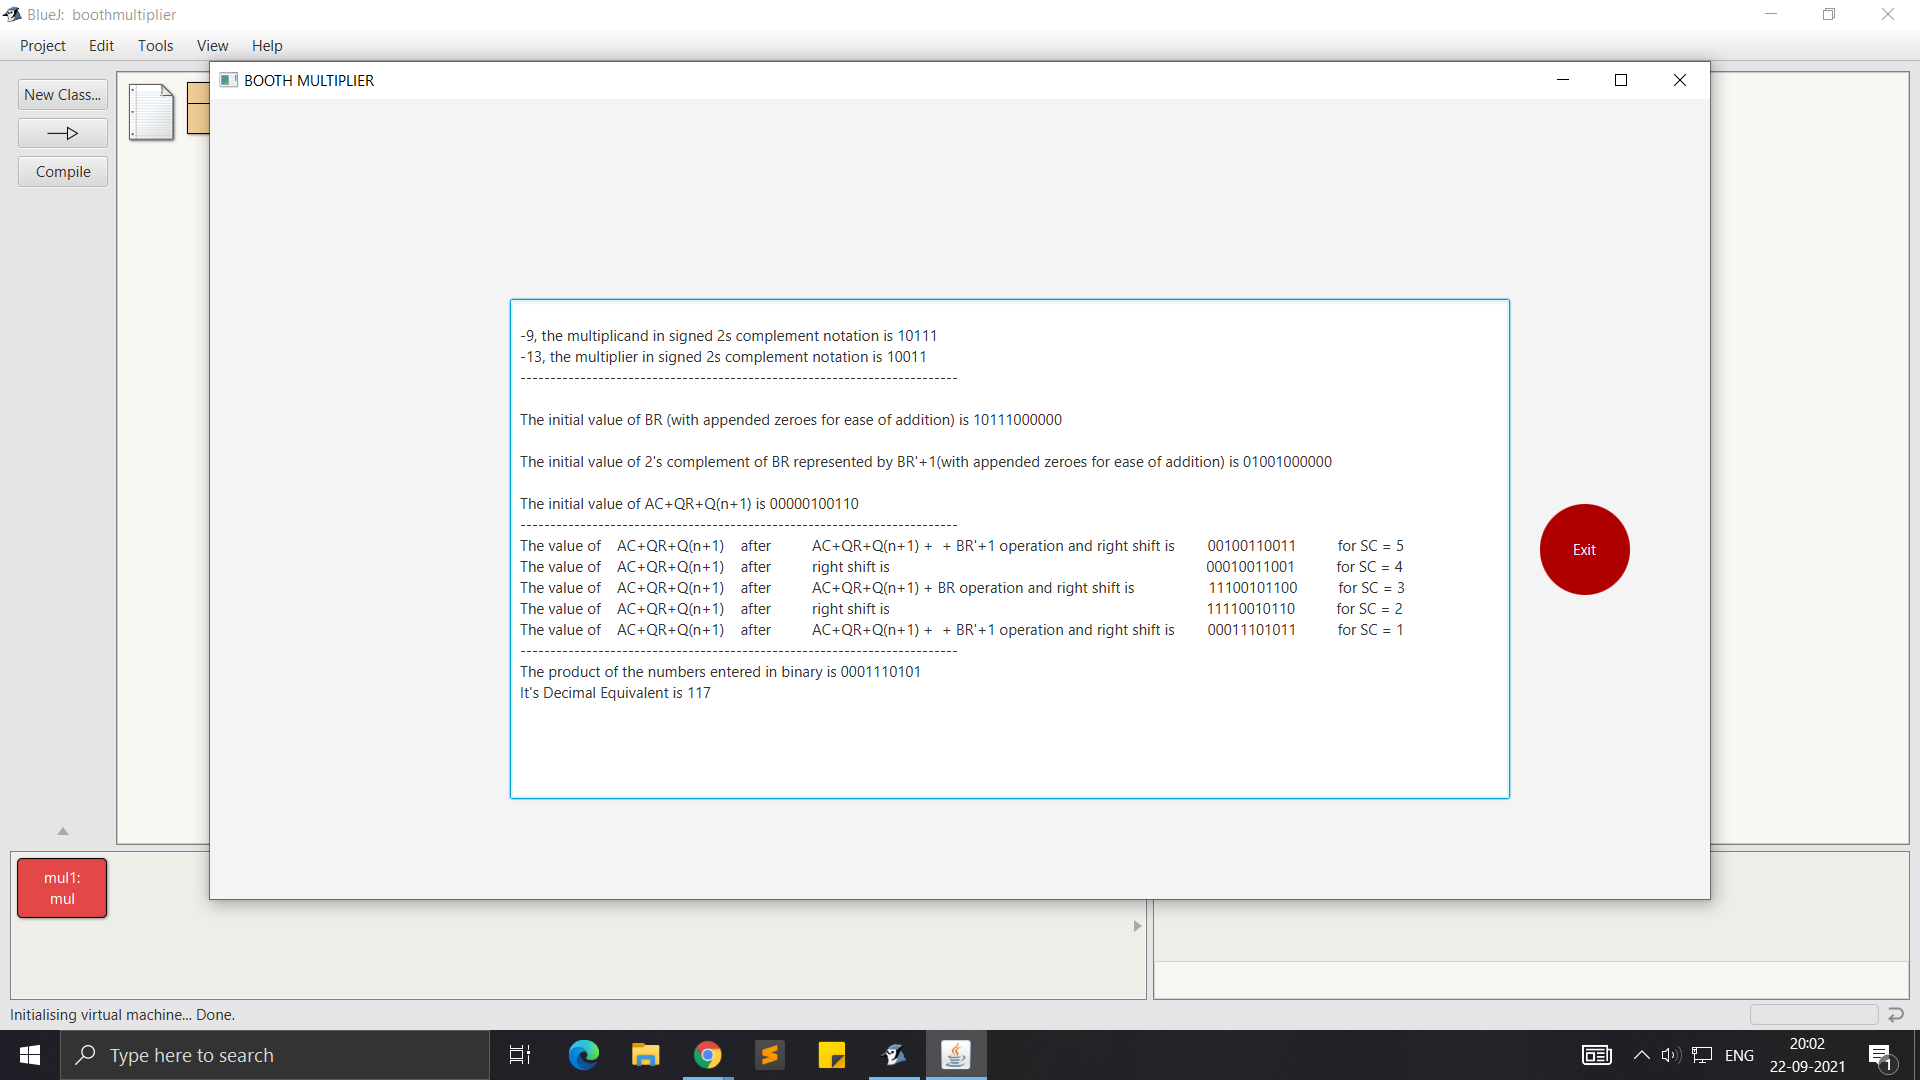 BlueJ: boothmultiplier
Project Edit Tools View Help
New Class...
Compile
BOOTH MULTIPLIER
-9, the multiplicand in signed 2s complement notation is 10111
-13, the multiplier in signed 2s complement notation is 10011
-------------------------------------------------------------------------
The initial value of BR (with appended zeroes for ease of addition) is 10111000000
The initial value of 2's complement of BR represented by BR'+1(with appended zeroes for ease of addition) is 01001000000
The initial value of AC+QR+Q(n+1) is 00000100110
-------------------------------------------------------------------------
The value of AC+QR+Q(n+1) after AC+QR+Q(n+1) + + BR'+1 operation and right shift is 00100110011 for SC = 5
The value of AC+QR+Q(n+1) after right shift is 00010011001 for SC = 4
The value of AC+QR+Q(n+1) after AC+QR+Q(n+1) + BR operation and right shift is 11100101100 for SC = 3
The value of AC+QR+Q(n+1) after right shift is 11110010110 for SC = 2
The value of AC+QR+Q(n+1) after AC+QR+Q(n+1) + + BR'+1 operation and right shift is 00011101011 for SC = 1
-------------------------------------------------------------------------
The product of the numbers entered in binary is 0001110101
It's Decimal Equivalent is 117
Exit
mul1:
mul
Initialising virtual machine... Done.
Type here to search
ENG
20:02
22-09-2021
1